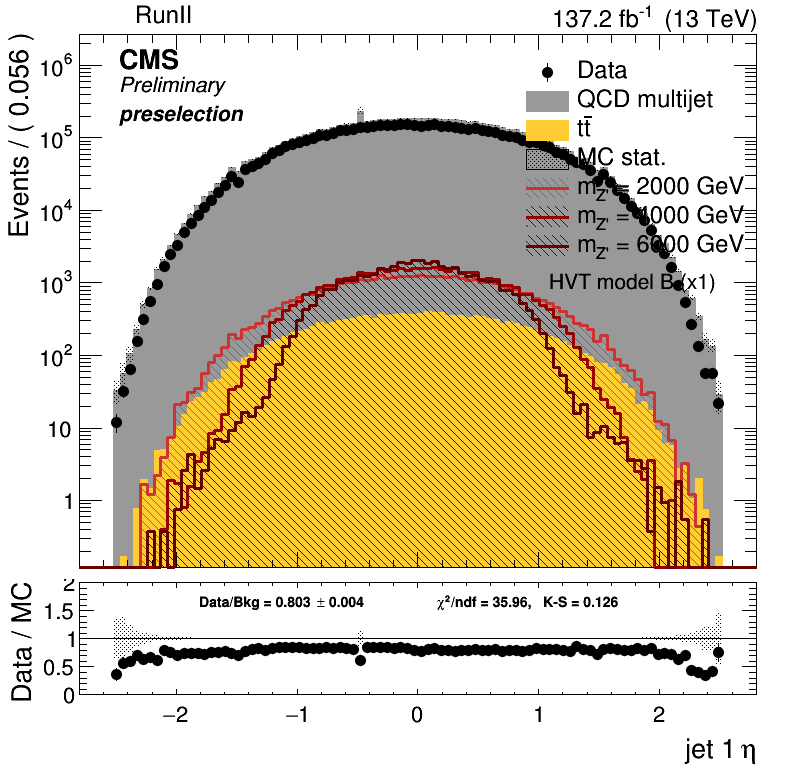 RunII 137.2 fb⁻¹ (13 TeV)
CMS
Preliminary
preselection
Data
QCD multijet
tt̄
MC stat.
m_Z' = 2000 GeV
m_Z' = 4000 GeV
m_Z' = 6000 GeV
HVT model B (x1)
Events / ( 0.056 )
10⁶
10⁵
10⁴
10³
10²
10
1
Data/Bkg = 0.803 ± 0.004 χ²/ndf = 35.96, K-S = 0.126
Data / MC
2
1.5
1
0.5
0
−2 −1 0 1 2
jet 1 η